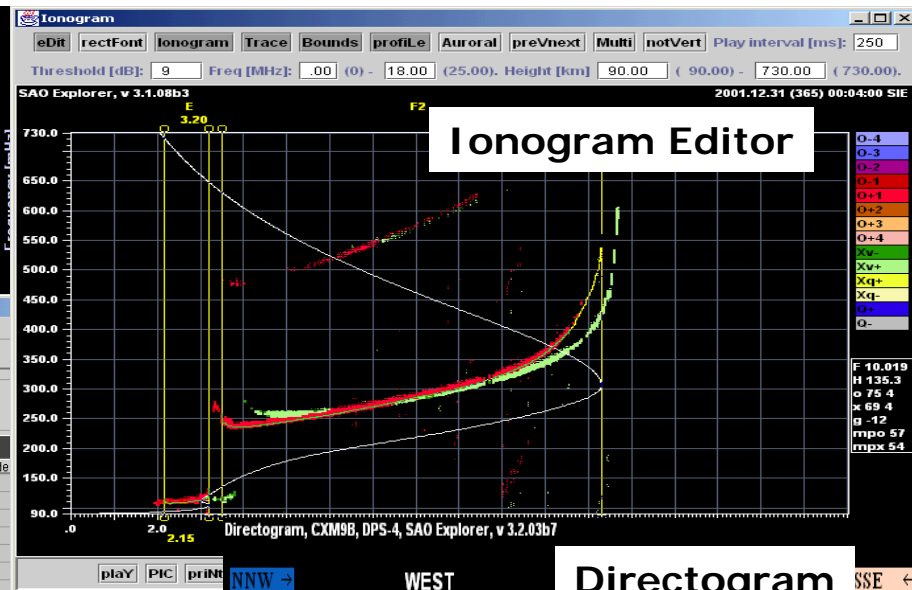 Ionogram
eDit rectFont Ionogram Trace Bounds profiLe Auroral preVnext Multi notVert Play interval [ms]: 250
Threshold [dB]: 9 Freq [MHz]: .00 (0) - 18.00 (25.00). Height [km] 90.00 ( 90.00) - 730.00 ( 730.00).
SAO Explorer, v 3.1.08b3 2001.12.31 (365) 00:04:00 SIE
E F2
3.20
Ionogram Editor
730.0
650.0
600.0
550.0
500.0
450.0
400.0
350.0
300.0
250.0
200.0
150.0
90.0
.0 2.0
2.15
O-4
O-3
O-2
O-1
O+1
O+2
O+3
O+4
Xv-
Xv+
Xq+
Xq-
Q+
Q-
F 10.019
H 135.3
o 75 4
x 69 4
g -12
mpo 57
mpx 54
Directogram, CXM9B, DPS-4, SAO Explorer, v 3.2.03b7
plaY PIC priNt
NNW → WEST Directogram SSE ←